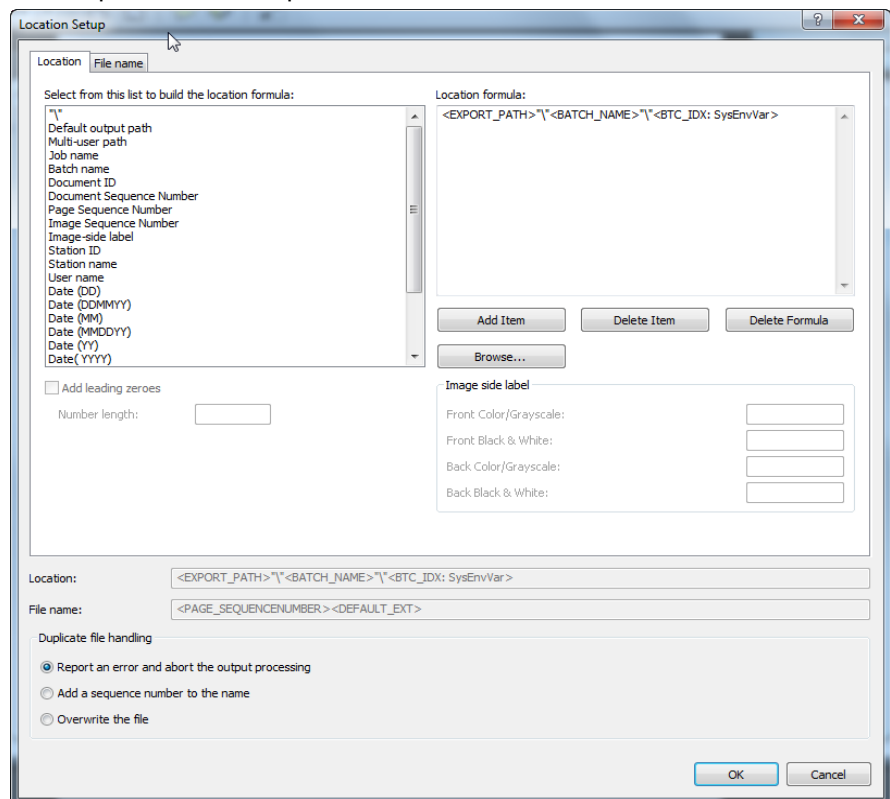 Location Setup
Location
File name
Select from this list to build the location formula:
"\"
Default output path
Multi-user path
Job name
Batch name
Document ID
Document Sequence Number
Page Sequence Number
Image Sequence Number
Image-side label
Station ID
Station name
User name
Date (DD)
Date (DDMMYY)
Date (MM)
Date (MMDDYY)
Date (YY)
Date( YYYY)
Add leading zeroes
Number length:
Location formula:
<EXPORT_PATH>"\"<BATCH_NAME>"\"<BTC_IDX: SysEnvVar>
Add Item
Delete Item
Delete Formula
Browse...
Image side label
Front Color/Grayscale:
Front Black & White:
Back Color/Grayscale:
Back Black & White:
Location:
<EXPORT_PATH>"\"<BATCH_NAME>"\"<BTC_IDX: SysEnvVar>
File name:
<PAGE_SEQUENCENUMBER><DEFAULT_EXT>
Duplicate file handling
Report an error and abort the output processing
Add a sequence number to the name
Overwrite the file
OK
Cancel